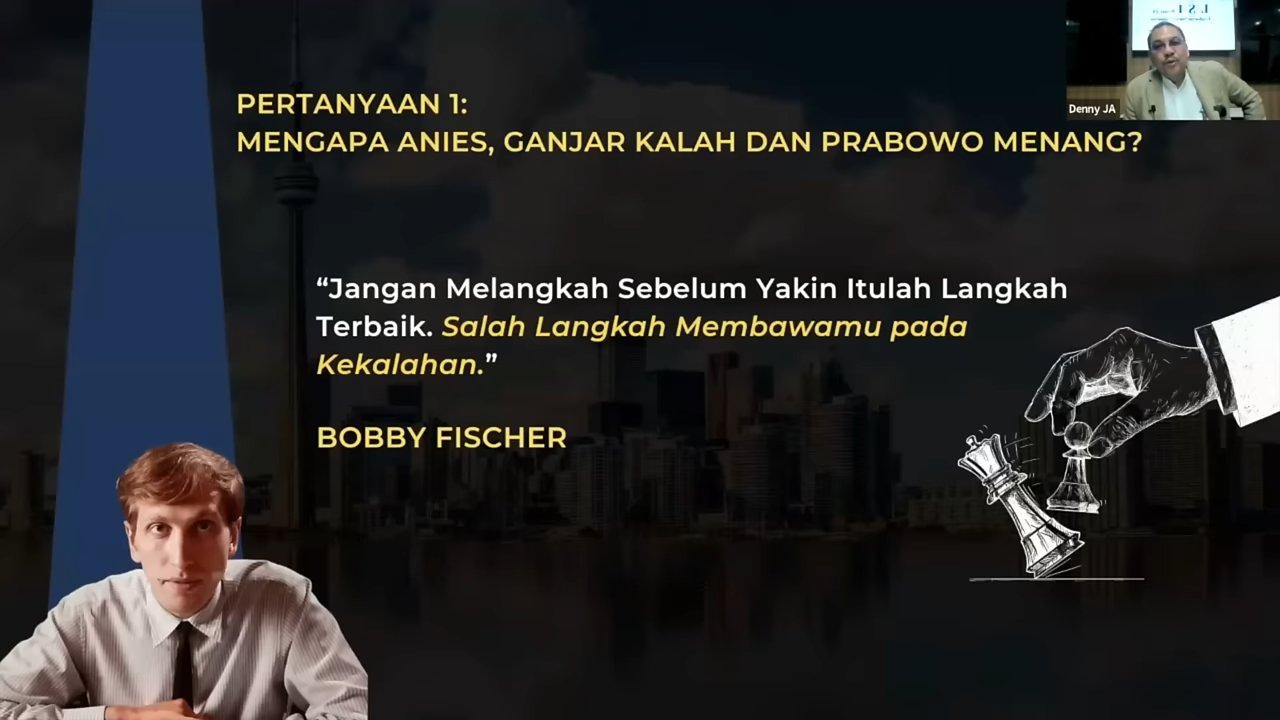 PERTANYAAN 1:
MENGAPA ANIES, GANJAR KALAH DAN PRABOWO MENANG?
“Jangan Melangkah Sebelum Yakin Itulah Langkah
Terbaik. Salah Langkah Membawamu pada
Kekalahan.”
BOBBY FISCHER
Denny JA